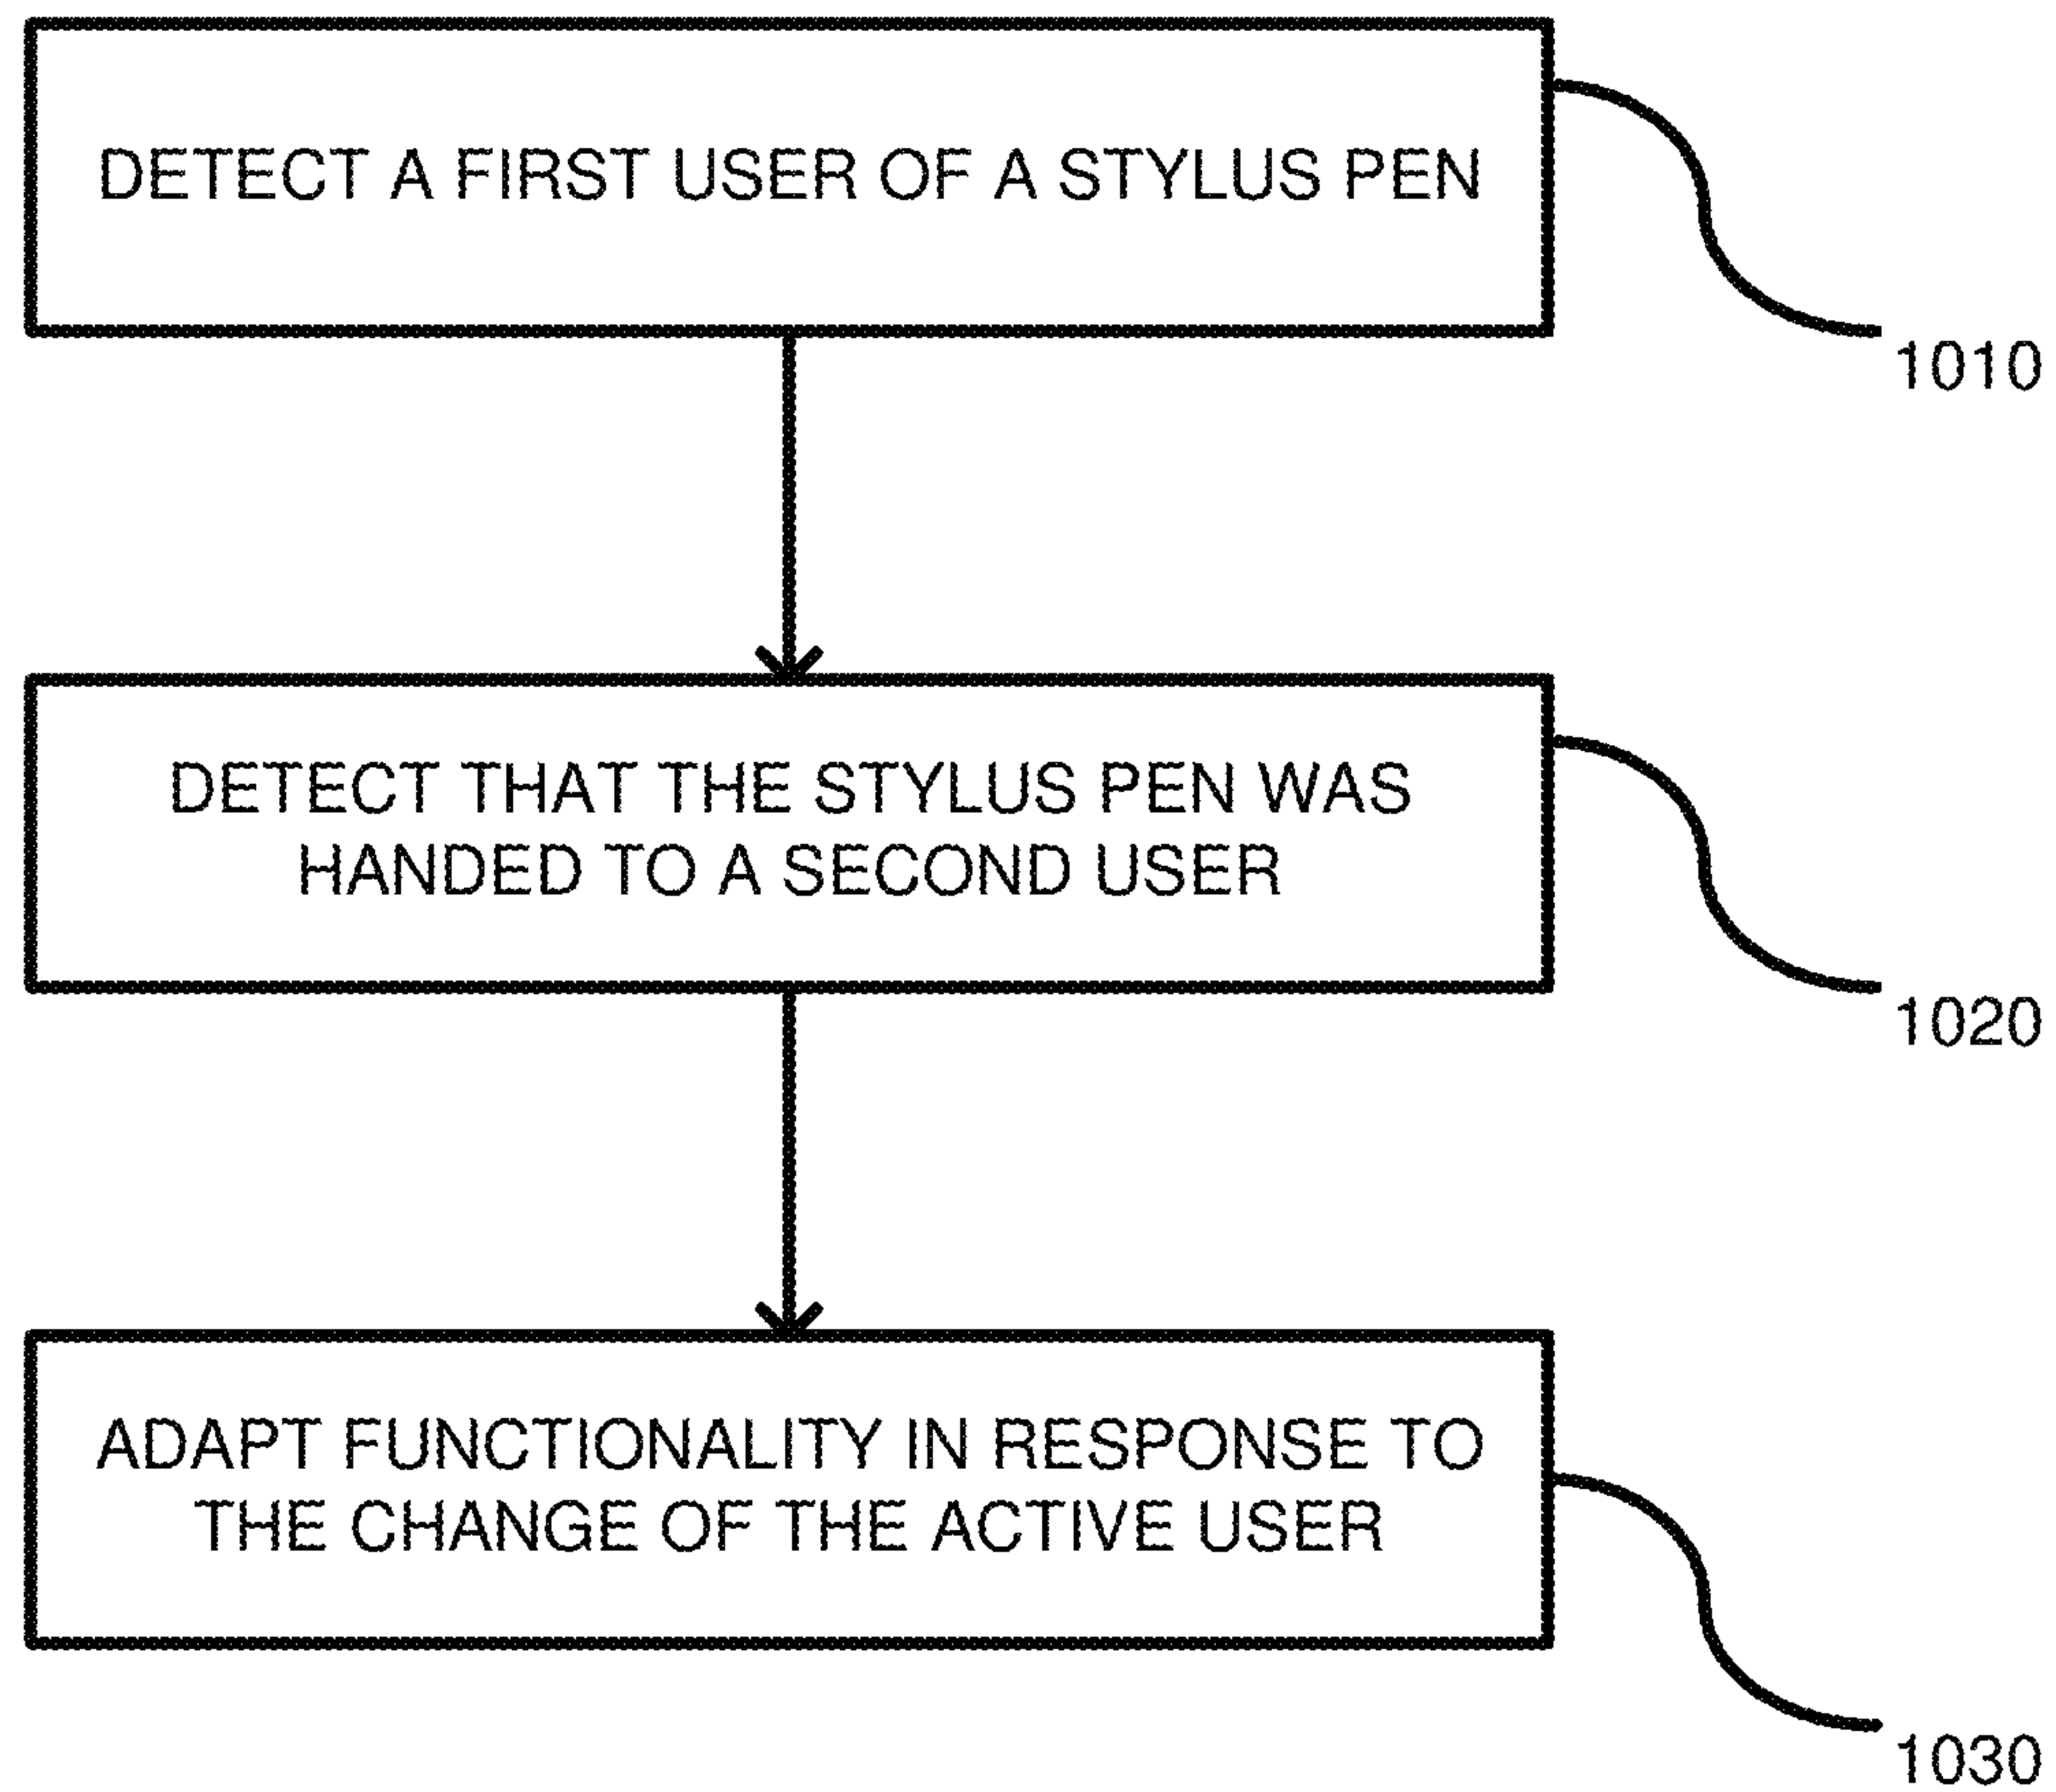 DETECT A FIRST USER OF A STYLUS PEN
1010
DETECT THAT THE STYLUS PEN WAS
HANDED TO A SECOND USER
1020
ADAPT FUNCTIONALITY IN RESPONSE TO
THE CHANGE OF THE ACTIVE USER
1030